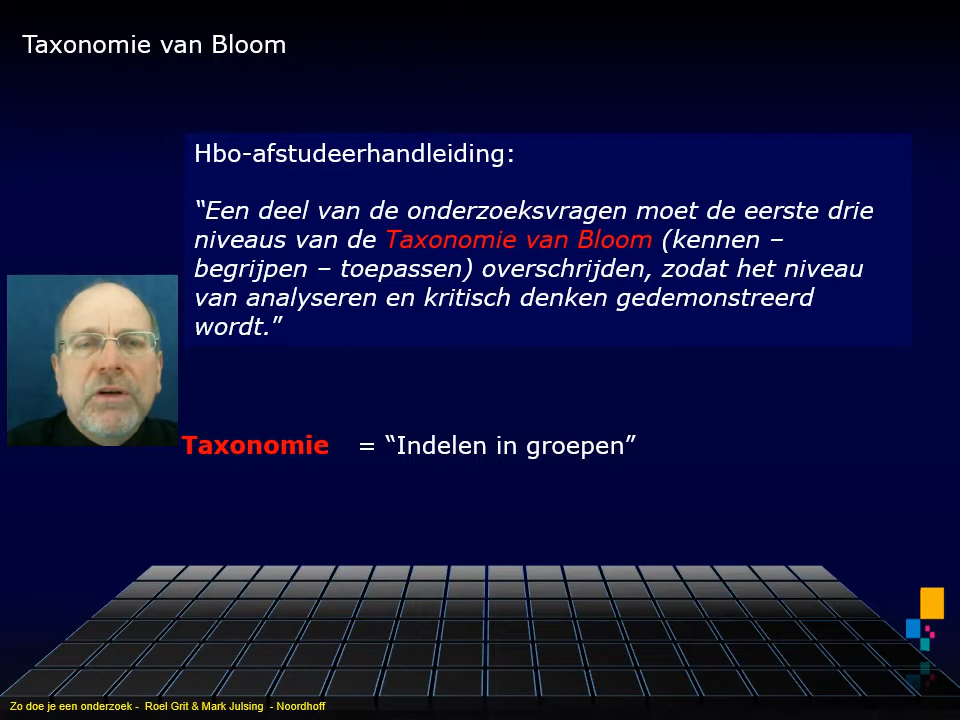 Taxonomie van Bloom
Hbo-afstudeerhandleiding:
“Een deel van de onderzoeksvragen moet de eerste drie
niveaus van de Taxonomie van Bloom (kennen –
begrijpen – toepassen) overschrijden, zodat het niveau
van analyseren en kritisch denken gedemonstreerd
wordt.”
Taxonomie = “Indelen in groepen”
Zo doe je een onderzoek - Roel Grit & Mark Julsing - Noordhoff